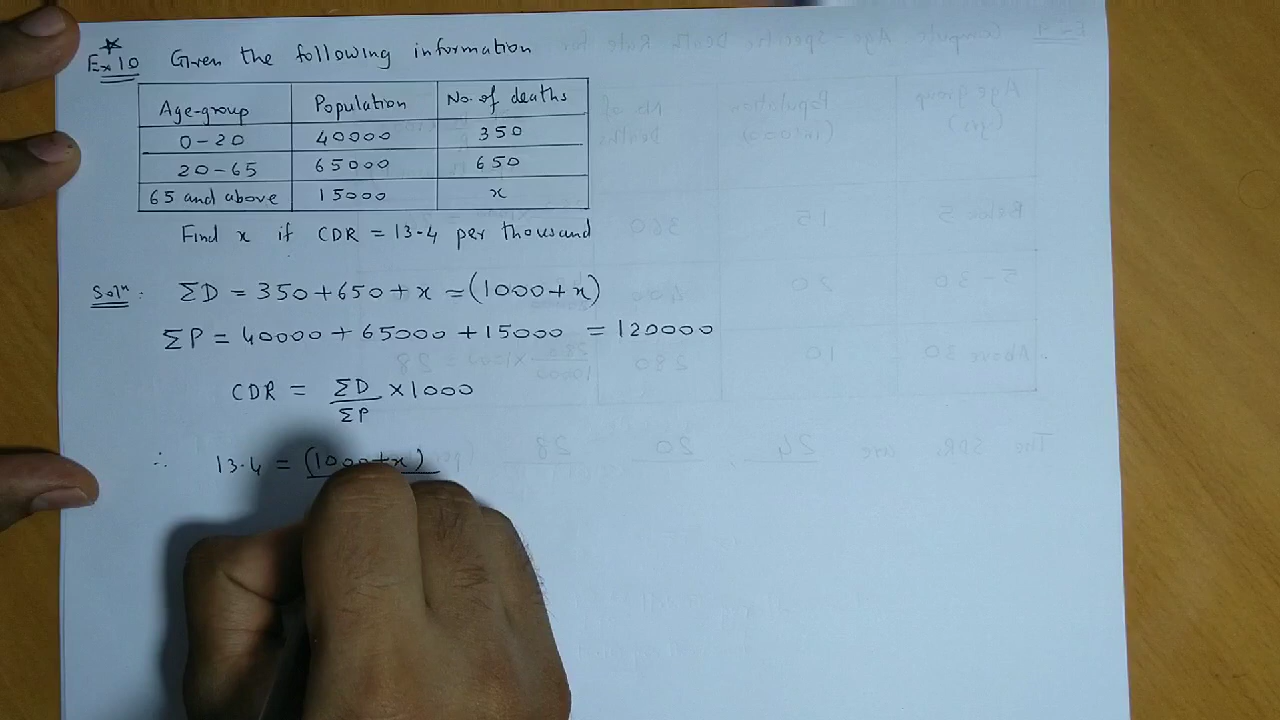 Ex 10 Given the following information
Age-group Population No. of deaths
0-20 40000 350
20-65 65000 650
65 and above 15000 x
Find x if CDR = 13.4 per thousand
Solⁿ: ΣD = 350+650+x = (1000+x)
ΣP = 40000 + 65000 + 15000 = 120000
CDR = ΣD/ΣP × 1000
∴ 13.4 = (1000+x)